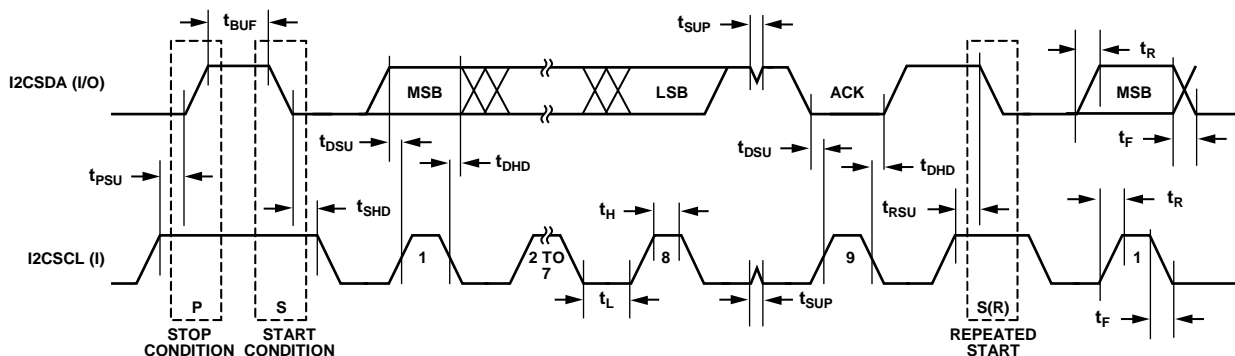 tBUF
tSUP
tR
I2CSDA (I/O)
MSB
LSB
ACK
MSB
tDSU
tDHD
tDSU
tDHD
tF
tPSU
tSHD
tH
tRSU
tR
I2CSCL (I)
1
2 TO
7
8
9
1
tL
tSUP
tF
P
S
S(R)
STOP
CONDITION
START
CONDITION
REPEATED
START